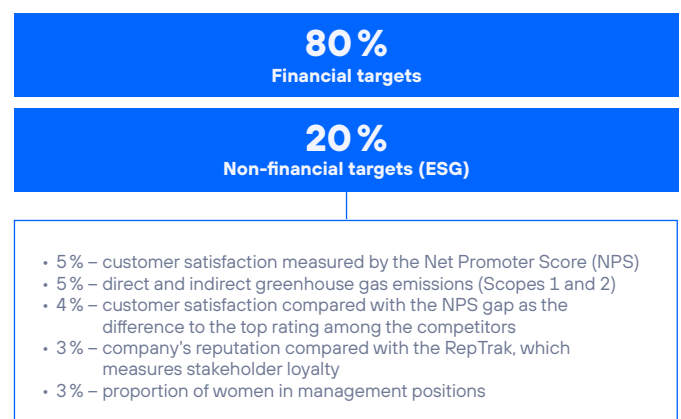 80 %
Financial targets
20 %
Non-financial targets (ESG)
• 5 % – customer satisfaction measured by the Net Promoter Score (NPS)
• 5 % – direct and indirect greenhouse gas emissions (Scopes 1 and 2)
• 4 % – customer satisfaction compared with the NPS gap as the
difference to the top rating among the competitors
• 3 % – company's reputation compared with the RepTrak, which
measures stakeholder loyalty
• 3 % – proportion of women in management positions